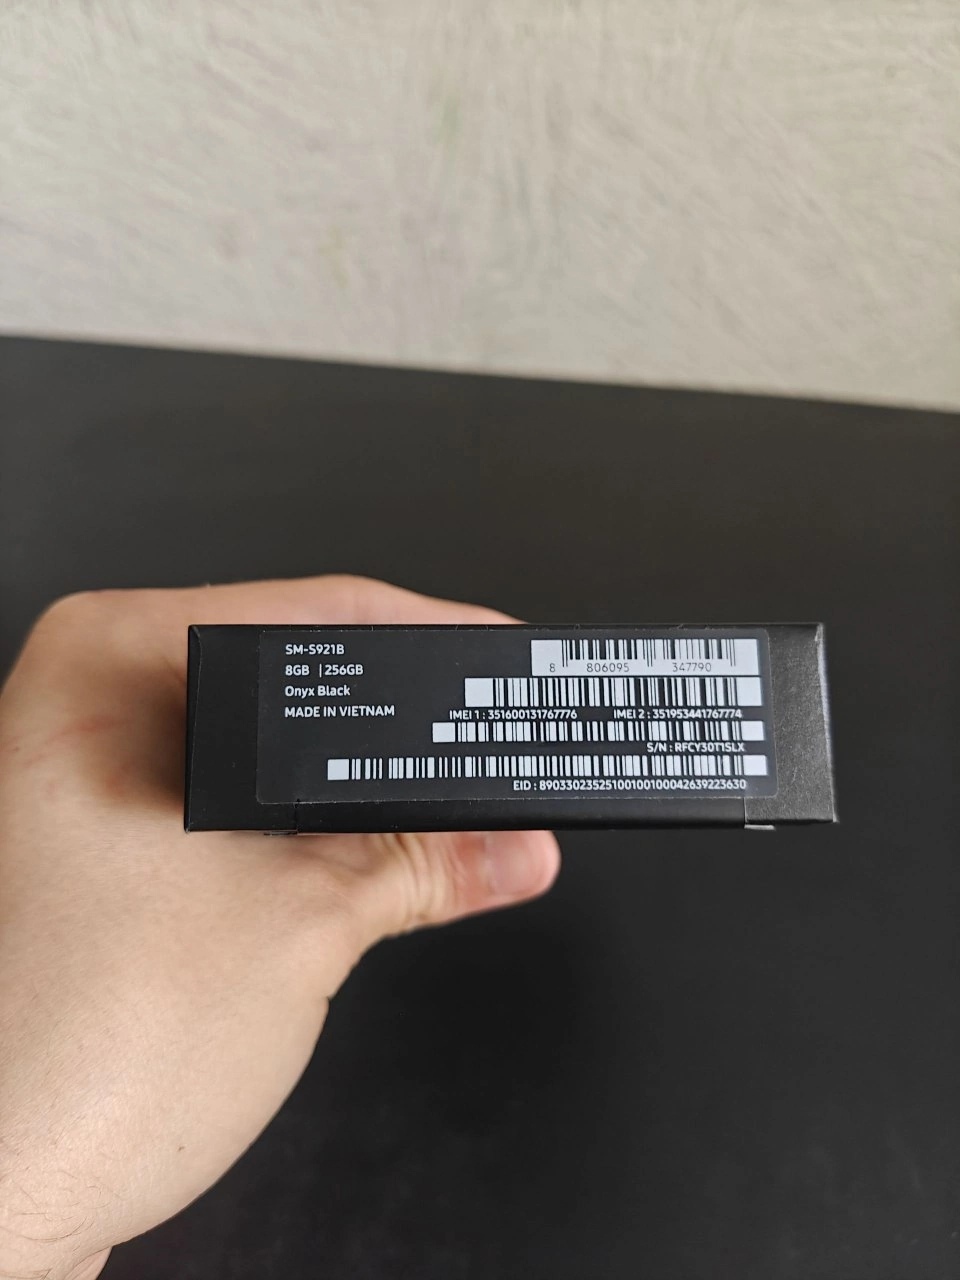 SM-S921B
8GB | 256GB
Onyx Black
MADE IN VIETNAM
8 806095 347790
IMEI 1 : 351600131767776 IMEI 2 : 351953441767774
S/N : RFCY30T1SLX
EID : 89033023525100100100042639223630